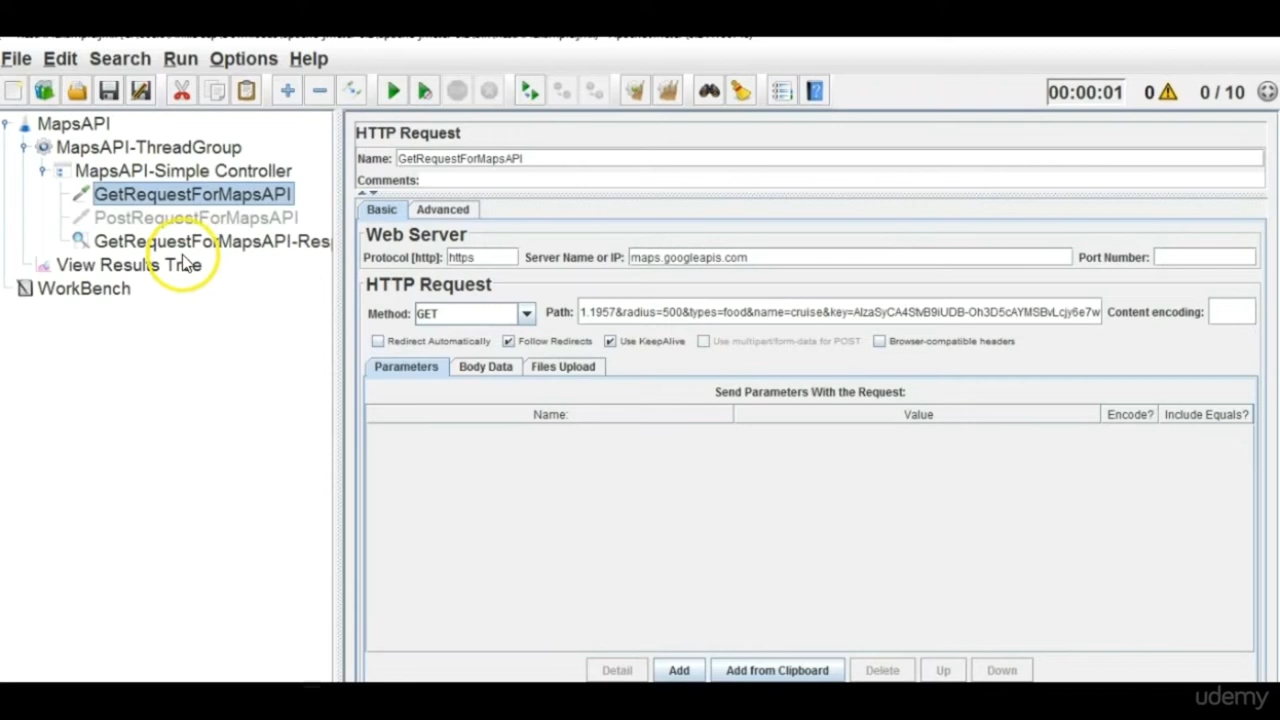 File Edit Search Run Options Help
00:00:01 0 0 / 10
MapsAPI
MapsAPI-ThreadGroup
MapsAPI-Simple Controller
GetRequestForMapsAPI
PostRequestForMapsAPI
GetRequestForMapsAPI-Res
View Results Tree
WorkBench
HTTP Request
Name: GetRequestForMapsAPI
Comments:
Basic Advanced
Web Server
Protocol [http]: https Server Name or IP: maps.googleapis.com Port Number:
HTTP Request
Method: GET Path: 1.1957&radius=500&types=food&name=cruise&key= Content encoding:
Redirect Automatically Follow Redirects Use KeepAlive Use multipart/form-data for POST Browser-compatible headers
Parameters Body Data Files Upload
Send Parameters With the Request:
Name: Value Encode? Include Equals?
Detail Add Add from Clipboard Delete Up Down
udemy